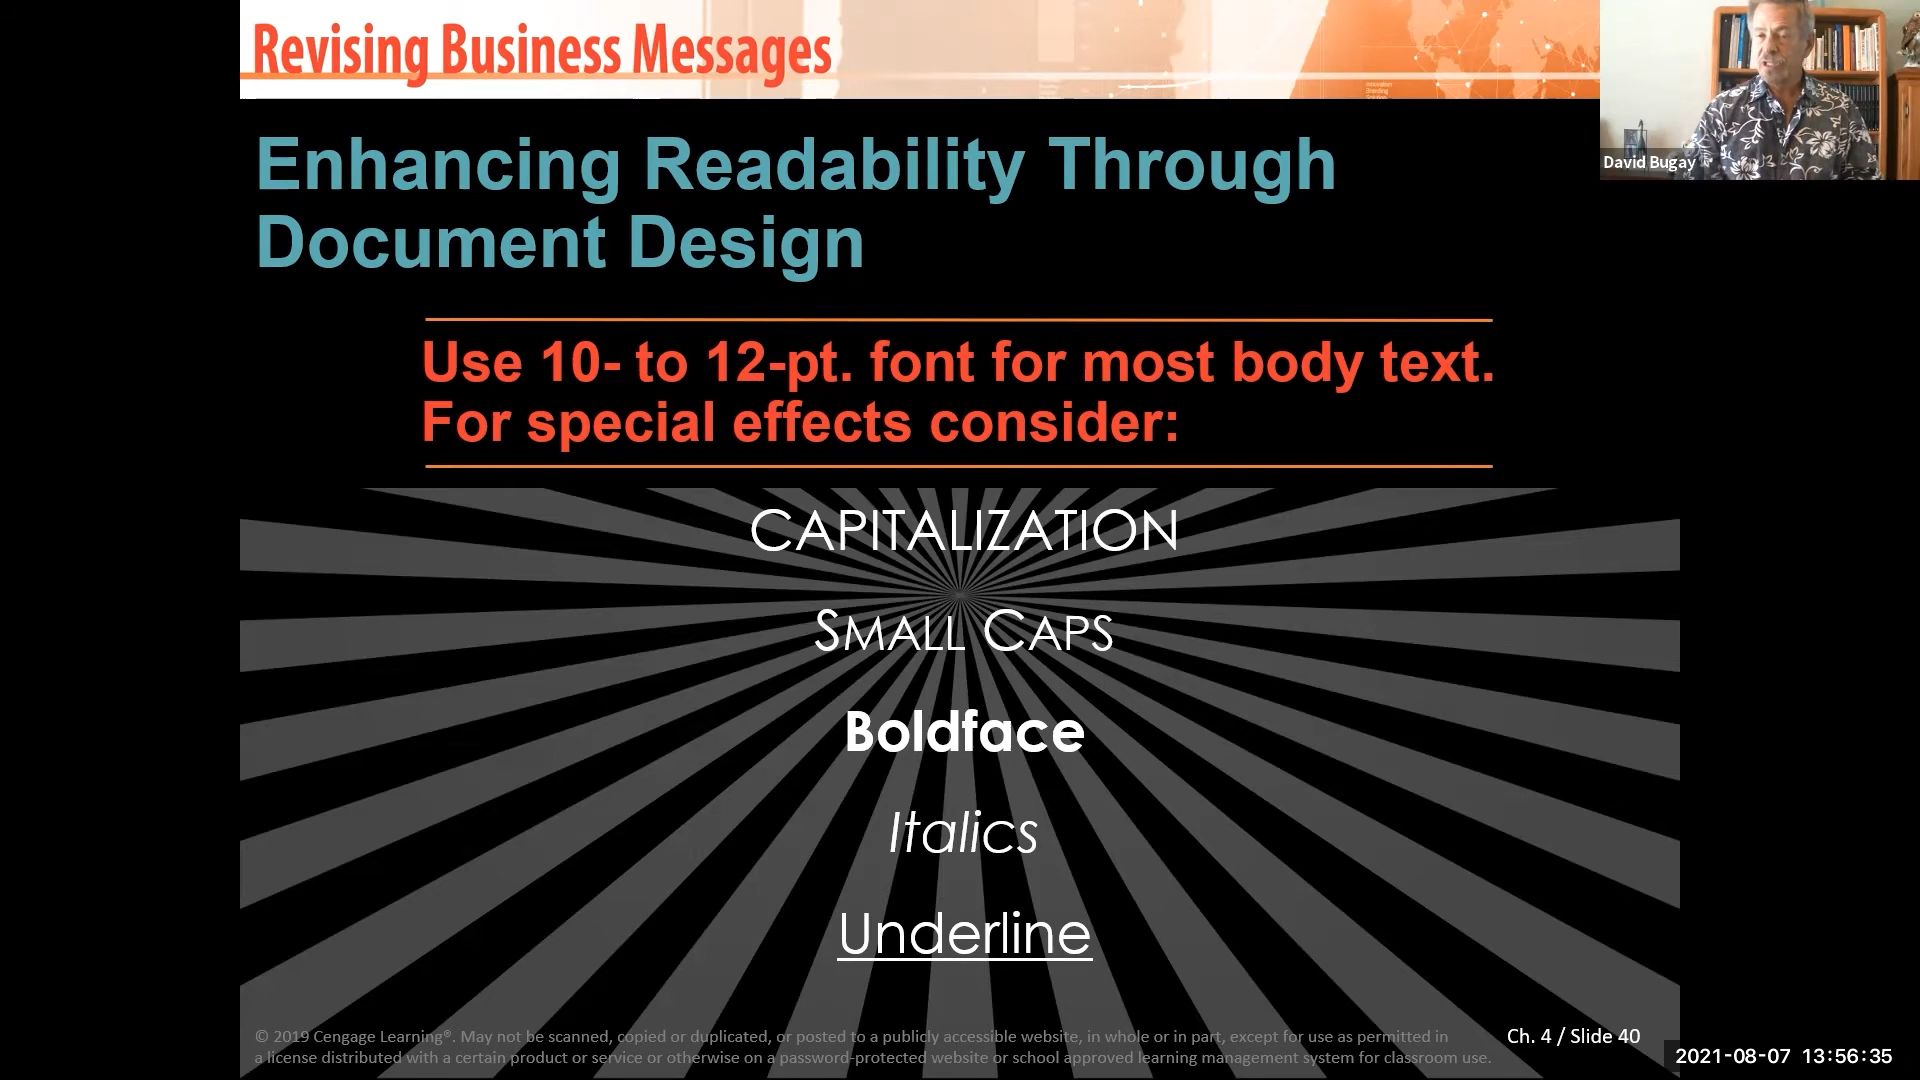 Revising Business Messages
David Bugay
Enhancing Readability Through
Document Design
Use 10- to 12-pt. font for most body text.
For special effects consider:
CAPITALIZATION
SMALL CAPS
Boldface
Italics
Underline
© 2019 Cengage Learning®. May not be scanned, copied or duplicated, or posted to a publicly accessible website, in whole or in part, except for use as permitted in
a license distributed with a certain product or service or otherwise on a password-protected website or school approved learning management system for classroom use.
Ch. 4 / Slide 40
2021-08-07 13:56:35